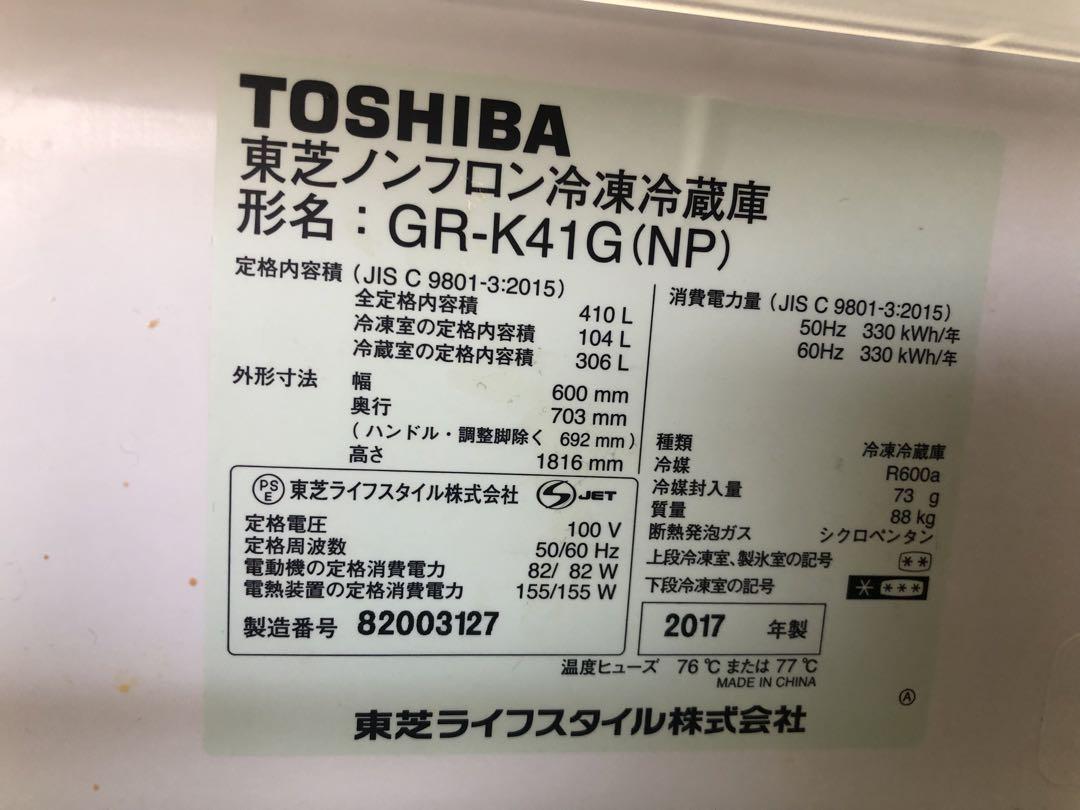 TOSHIBA
東芝ノンフロン冷凍冷蔵庫
形名：GR-K41G(NP)
定格内容積 (JIS C 9801-3:2015)
全定格内容積 410 L
冷凍室の定格内容積 104 L
冷蔵室の定格内容積 306 L
外形寸法 幅 600 mm
奥行 703 mm
(ハンドル・調整脚除く 692 mm)
高さ 1816 mm
消費電力量 (JIS C 9801-3:2015)
50Hz 330 kWh/年
60Hz 330 kWh/年
種類 冷凍冷蔵庫
冷媒 R600a
冷媒封入量 73 g
質量 88 kg
断熱発泡ガス シクロペンタン
上段冷凍室、製氷室の記号 **
下段冷凍室の記号 * ***
PS E 東芝ライフスタイル株式会社 JET
定格電圧 100 V
定格周波数 50/60 Hz
電動機の定格消費電力 82/ 82 W
電熱装置の定格消費電力 155/155 W
製造番号 82003127
2017 年製
温度ヒューズ 76 ℃ または 77 ℃
MADE IN CHINA
A
東芝ライフスタイル株式会社